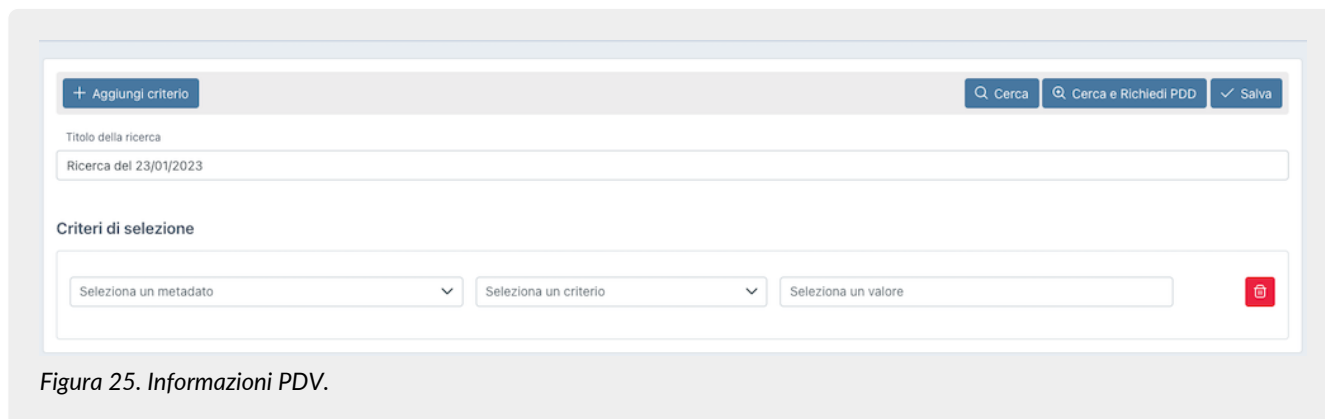 Aggiungi criterio
Cerca
Cerca e Richiedi PDD
Salva
Titolo della ricerca
Ricerca del 23/01/2023
Criteri di selezione
Seleziona un metadato
Seleziona un criterio
Seleziona un valore
Figura 25. Informazioni PDV.